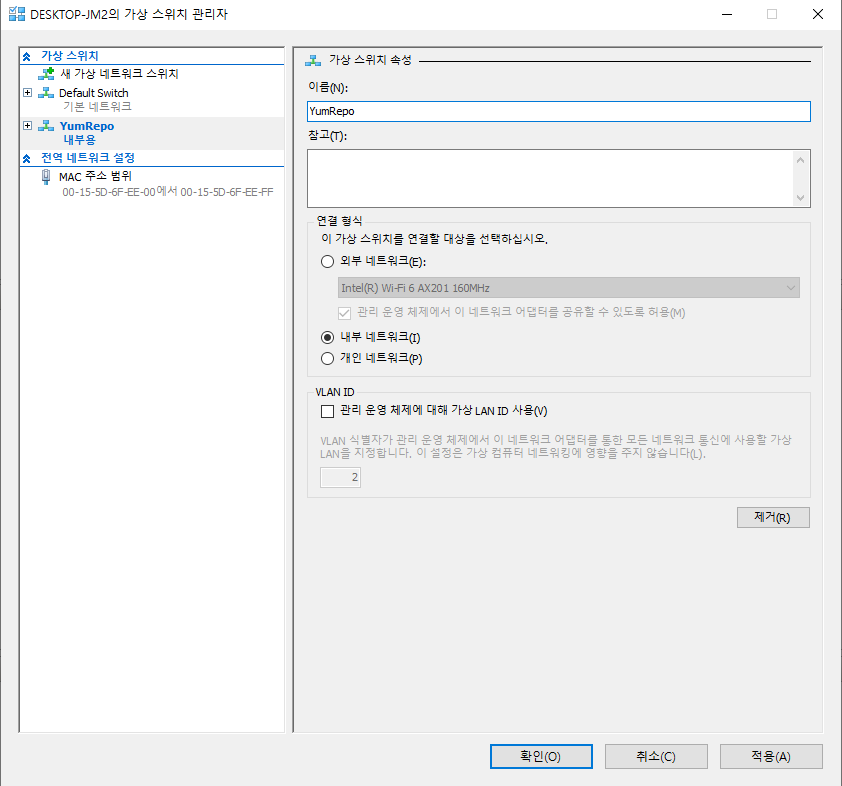 DESKTOP-JM2의 가상 스위치 관리자
가상 스위치
새 가상 네트워크 스위치
Default Switch
기본 네트워크
YumRepo
내부용
전역 네트워크 설정
MAC 주소 범위
00-15-5D-6F-EE-00에서 00-15-5D-6F-EE-FF
가상 스위치 속성
이름(N):
YumRepo
참고(T):
연결 형식
이 가상 스위치를 연결할 대상을 선택하십시오.
외부 네트워크(E):
Intel(R) Wi-Fi 6 AX201 160MHz
관리 운영 체제에서 이 네트워크 어댑터를 공유할 수 있도록 허용(M)
내부 네트워크(I)
개인 네트워크(P)
VLAN ID
관리 운영 체제에 대해 가상 LAN ID 사용(V)
VLAN 식별자가 관리 운영 체제에서 이 네트워크 어댑터를 통한 모든 네트워크 통신에 사용할 가상
LAN을 지정합니다. 이 설정은 가상 컴퓨터 네트워킹에 영향을 주지 않습니다(L).
2
제거(R)
확인(O)
취소(C)
적용(A)